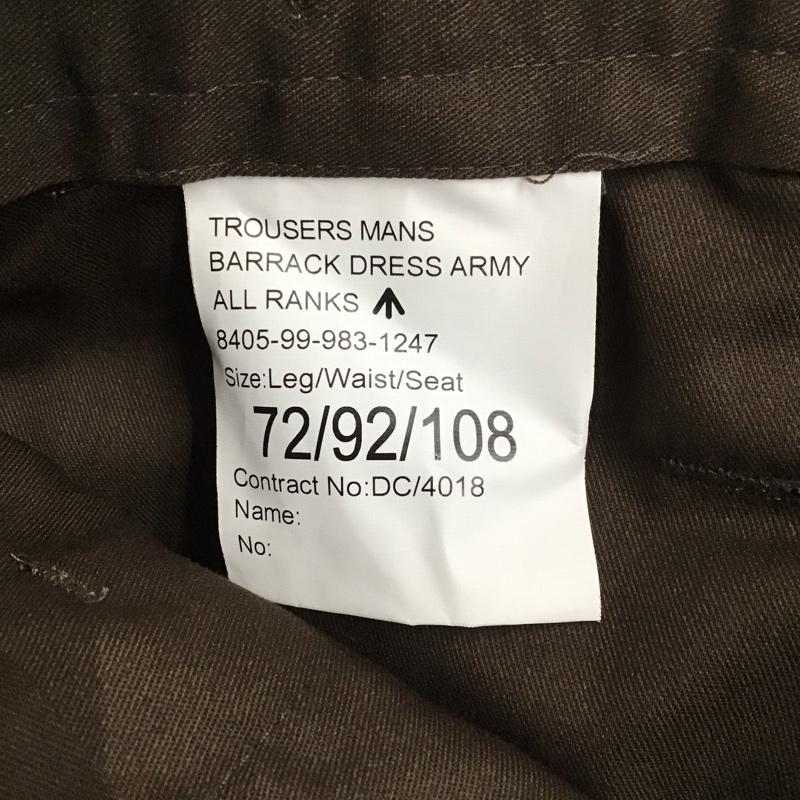 TROUSERS MANS
BARRACK DRESS ARMY
ALL RANKS
8405-99-983-1247
Size:Leg/Waist/Seat
72/92/108
Contract No:DC/4018
Name:
No: